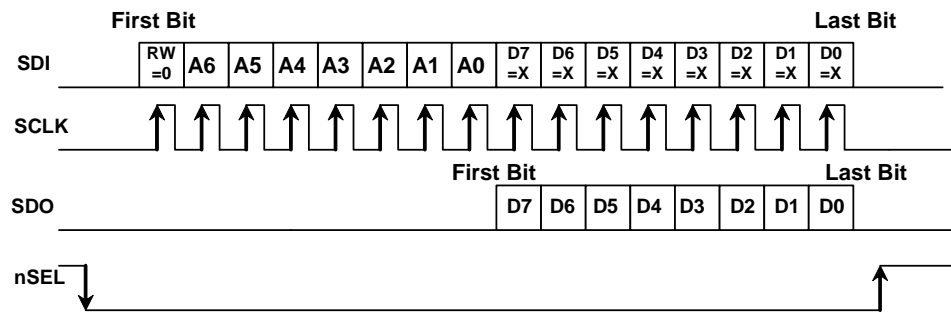 First Bit Last Bit
SDI RW =0 A6 A5 A4 A3 A2 A1 A0 D7 =X D6 =X D5 =X D4 =X D3 =X D2 =X D1 =X D0 =X
SCLK
First Bit Last Bit
SDO D7 D6 D5 D4 D3 D2 D1 D0
nSEL